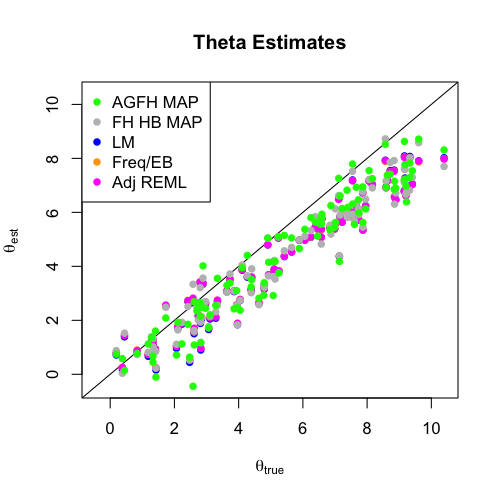 Theta Estimates
AGFH MAP
FH HB MAP
LM
Freq/EB
Adj REML
10
8
6
4
2
0
θest
0 2 4 6 8 10
θtrue